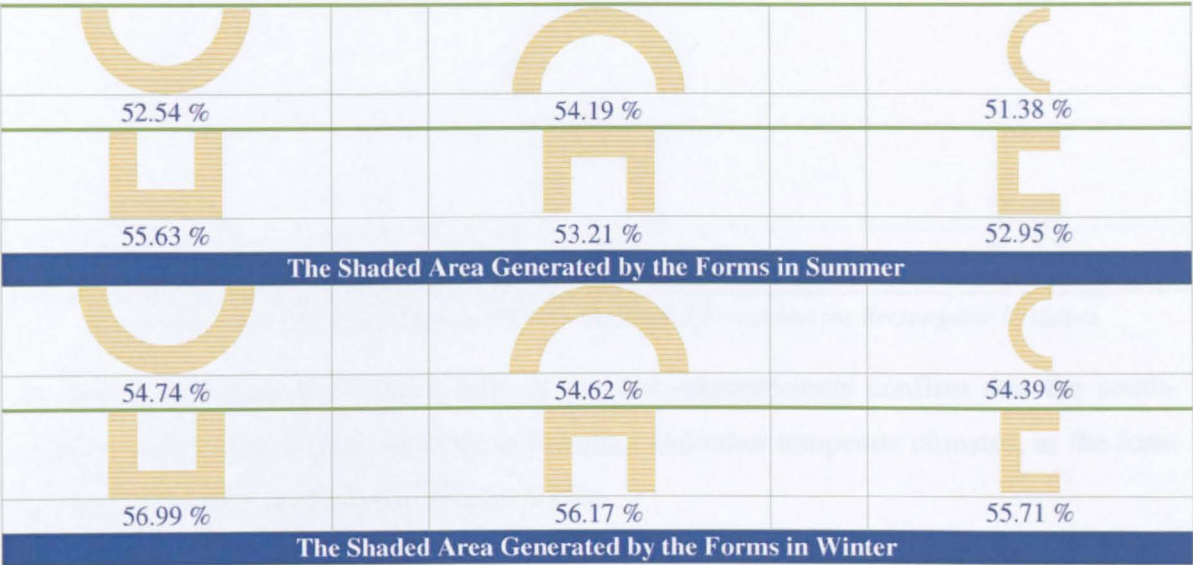 52.54 % 54.19 % 51.38 %
55.63 % 53.21 % 52.95 %
The Shaded Area Generated by the Forms in Summer
54.74 % 54.62 % 54.39 %
56.99 % 56.17 % 55.71 %
The Shaded Area Generated by the Forms in Winter